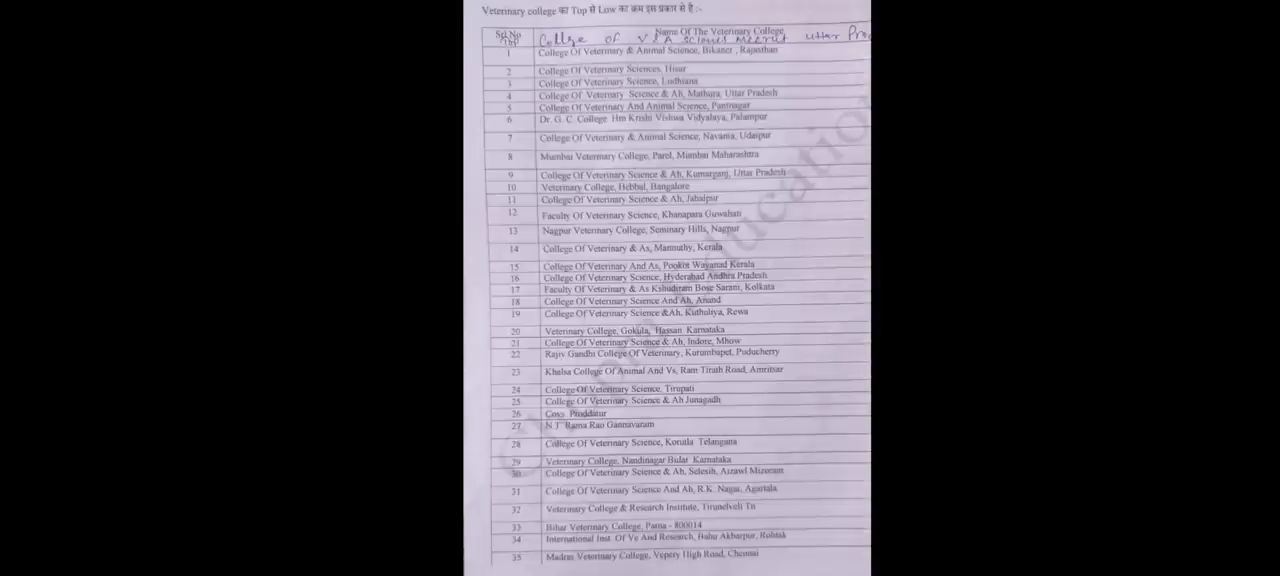 Veterinary college का Top से Low का क्रम इस प्रकार से है :-
Srl.No Name Of The Veterinary College
Top College of V & A Science Meerut Uttar
1 College Of Veterinary & Animal Science, Bikaner , Rajasthan
2 College Of Veterinary Sciences, Hisar
3 College Of Veterinary Science, Ludhiana
4 College Of Veternary Science & Ah, Mathura, Uttar Pradesh
5 College Of Veterinary And Animal Science, Pantnagar
6 Dr. G. C. College Hm Krishi Vishwa Vidyalaya, Palampur
7 College Of Veterinary & Animal Science, Navania, Udaipur
8 Mumbai Veterinary College, Parel, Mumbai Maharashtra
9 College Of Veterinary Science & Ah, Kumarganj, Uttar Pradesh
10 Veterinary College, Hebbal, Bangalore
11 College Of Veterinary Science & Ah, Jabalpur
12 Faculty Of Veterinary Science, Khanapara Guwahati
13 Nagpur Veterinary College, Seminary Hills, Nagpur
14 College Of Veterinary & As, Mannuthy, Kerala
15 College Of Veterinary And As, Pookot Wayanad Kerala
16 College Of Veterinary Science, Hyderabad Andhra Pradesh
17 Faculty Of Veterinary & As Kshudiram Bose Sarani, Kolkata
18 College Of Veterinary Science And Ah, Anand
19 College Of Veterinary Science &Ah, Kuthuliya, Rewa
20 Veterinary College, Gokula, Hassan Karnataka
21 College Of Veterinary Science & Ah, Indore, Mhow
22 Rajiv Gandhi College Of Veterinary, Kurumbapet, Puducherry
23 Khalsa College Of Animal And Vs, Ram Tirath Road, Amritsar
24 College Of Veterinary Science, Tirupati
25 College Of Veterinary Science & Ah Junagadh
26 Covs Proddatur
27 N T Rama Rao Gannavaram
28 College Of Veterinary Science, Korutla Telangana
29 Veterinary College, Nandinagar Bidar Karnataka
30 College Of Veterinary Science & Ah, Selesih, Aizawl Mizoram
31 College Of Veterinary Science And Ah, R.K. Nagar, Agartala
32 Veterinary College & Research Institute, Tirunelveli Tn
33 Bihar Veterinary College, Patna - 800014
34 International Inst. Of Ve And Research, Bahu Akbarpur, Rohtak
35 Madras Veterinary College, Vepery High Road, Chennai